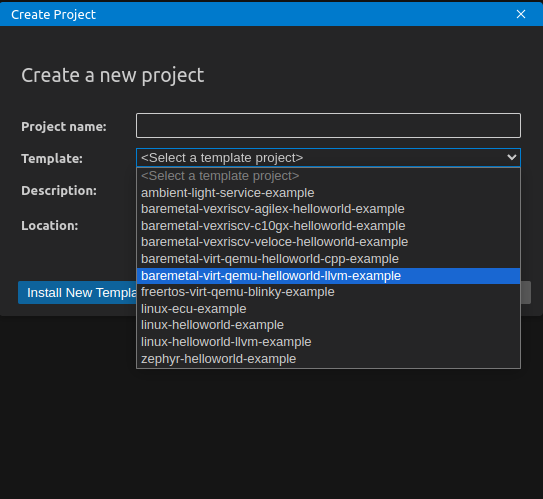 Create Project
Create a new project
Project name:
Template:
<Select a template project>
<Select a template project>
ambient-light-service-example
baremetal-vexriscv-agilex-helloworld-example
Description:
baremetal-vexriscv-c10gx-helloworld-example
Location:
baremetal-vexriscv-veloce-helloworld-example
baremetal-virt-qemu-helloworld-cpp-example
baremetal-virt-qemu-helloworld-llvm-example
Install New Templa
freertos-virt-qemu-blinky-example
linux-ecu-example
linux-helloworld-example
linux-helloworld-llvm-example
zephyr-helloworld-example